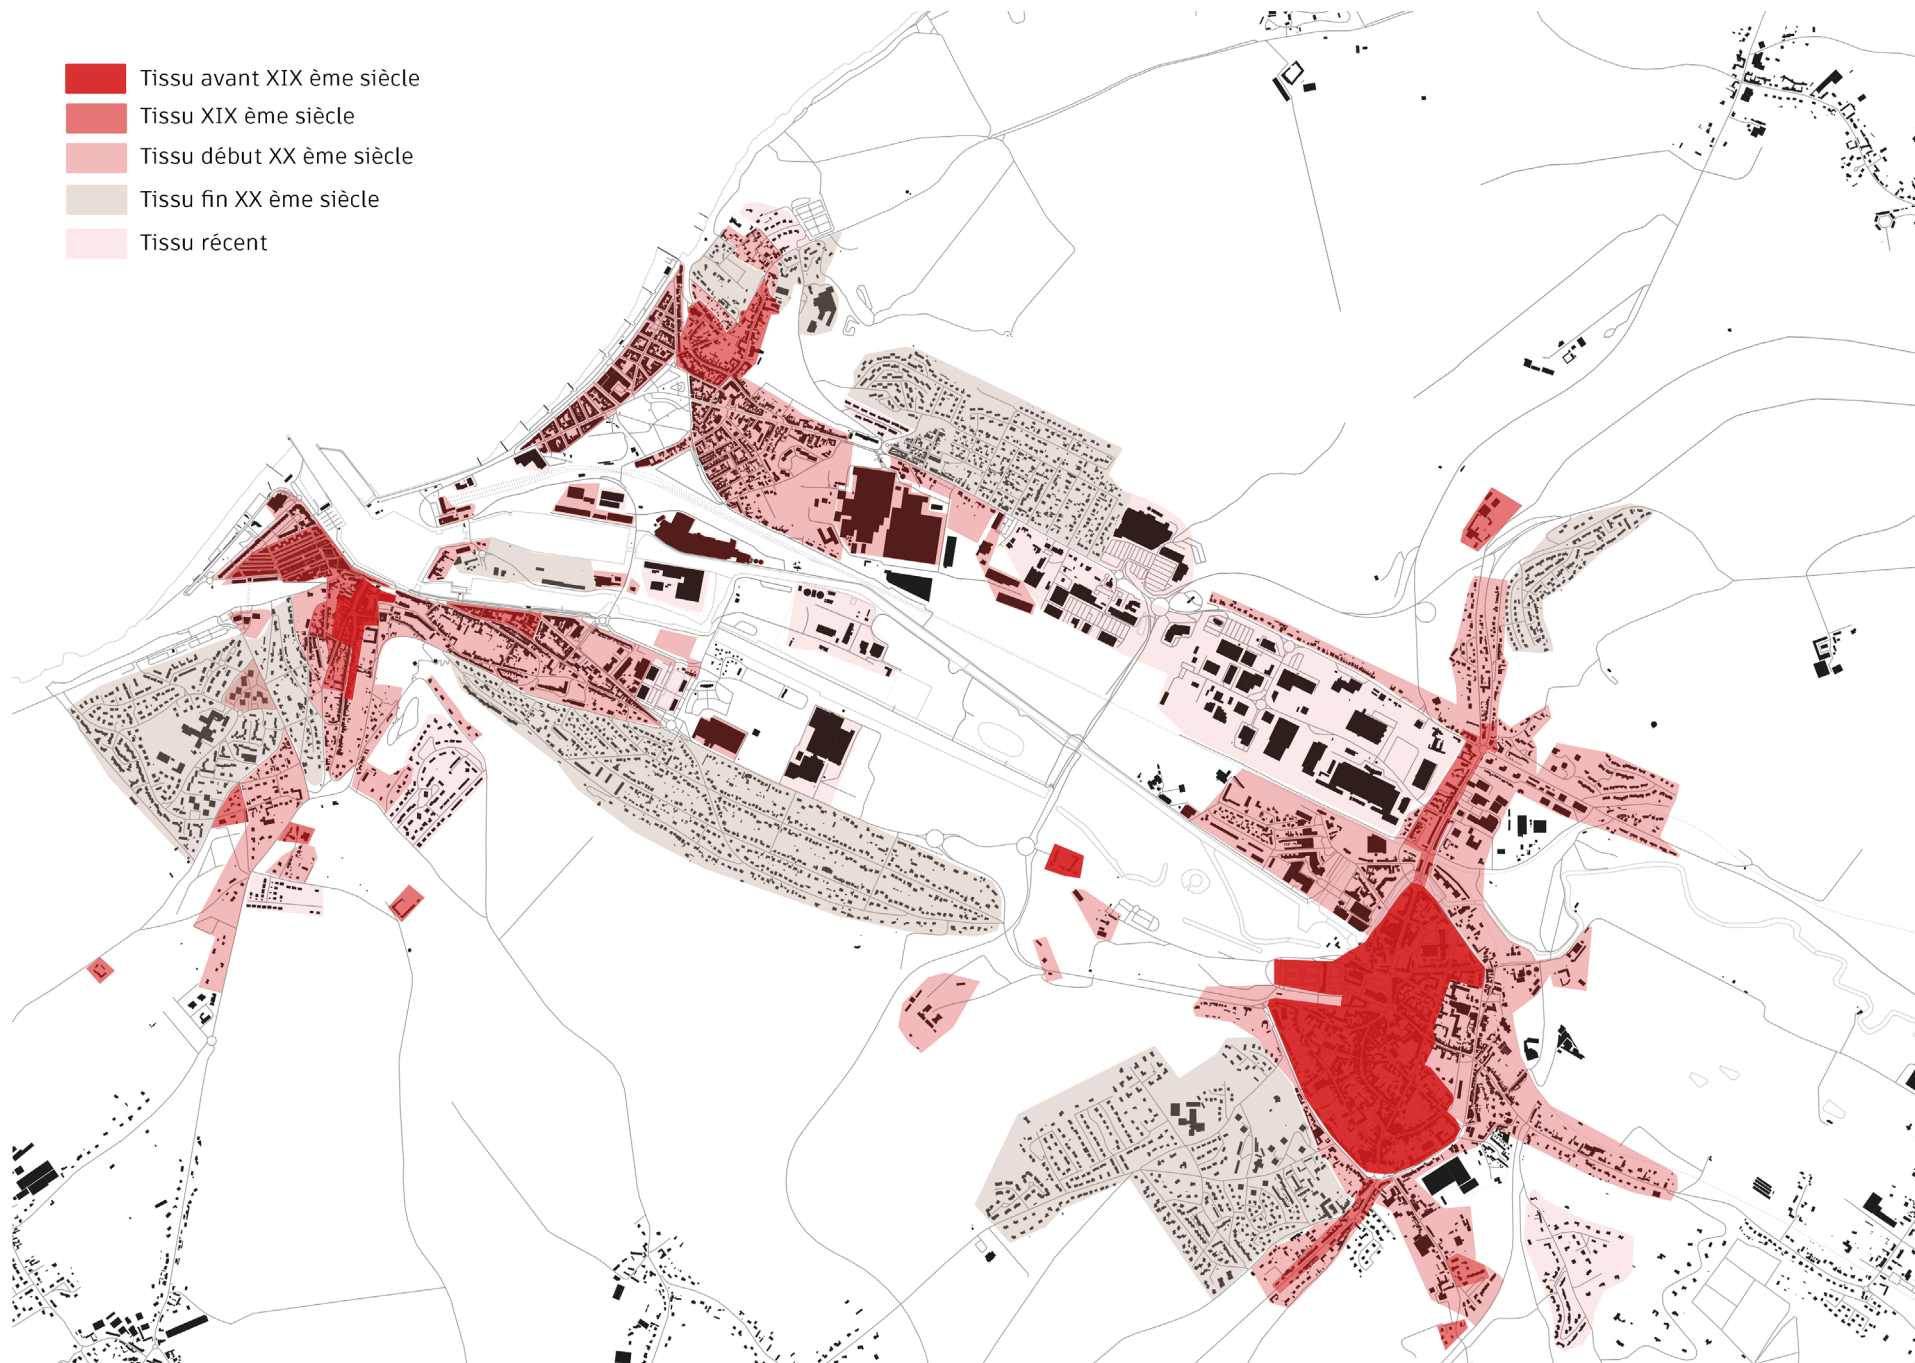 Tissu avant XIX ème siècle
Tissu XIX ème siècle
Tissu début XX ème siècle
Tissu fin XX ème siècle
Tissu récent